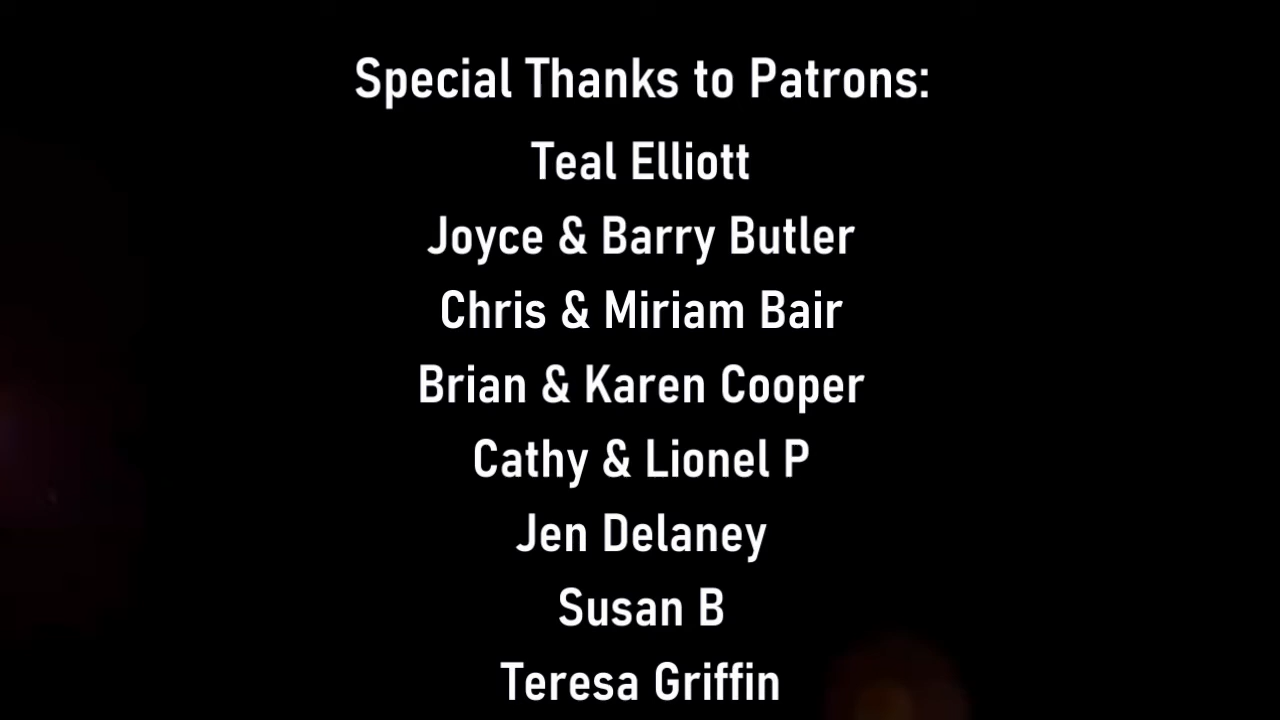 Special Thanks to Patrons:
Teal Elliott
Joyce & Barry Butler
Chris & Miriam Bair
Brian & Karen Cooper
Cathy & Lionel P
Jen Delaney
Susan B
Teresa Griffin